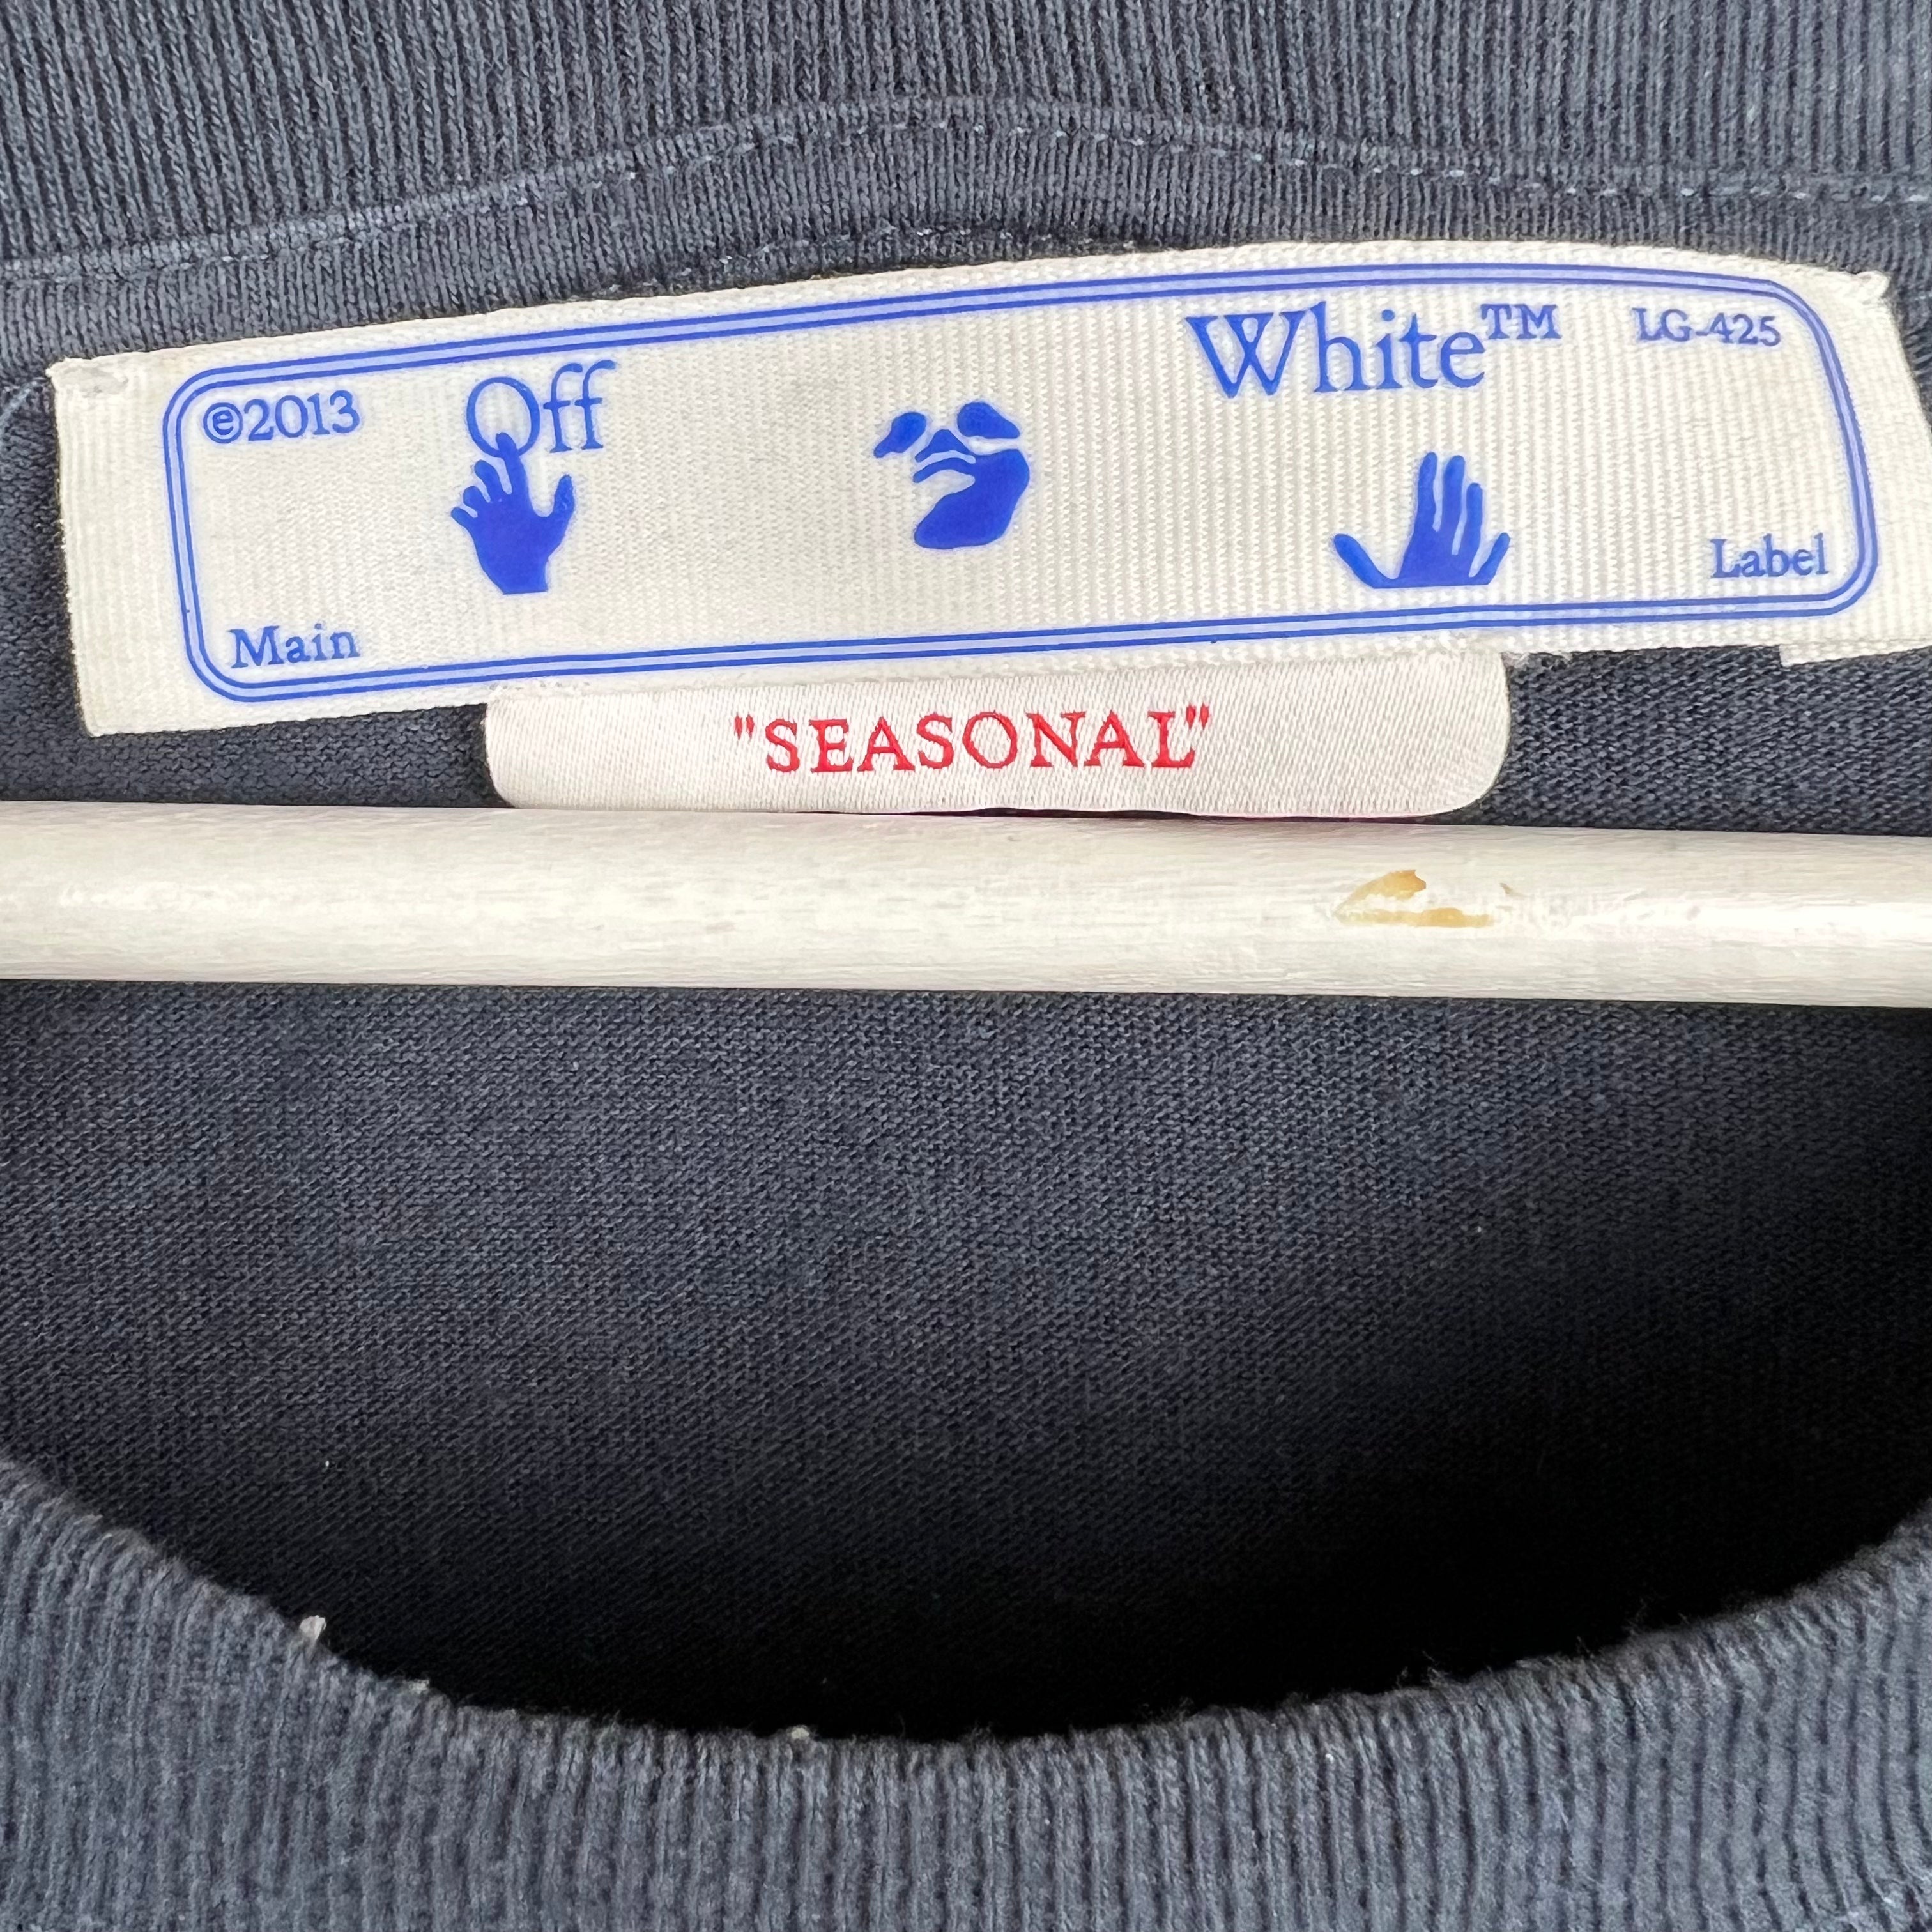 ©2013 Off White™ LG-425
Main Label
"SEASONAL"